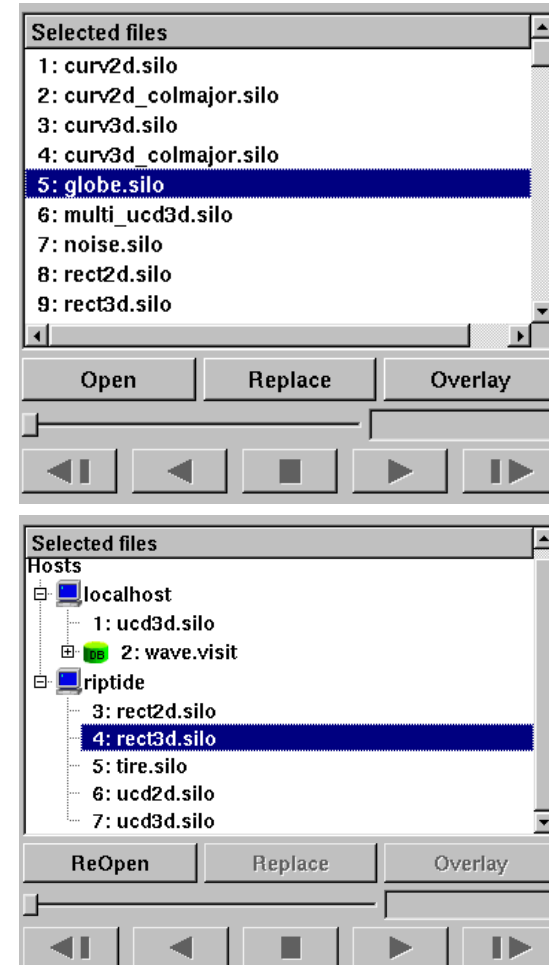 Selected files
1: curv2d.silo
2: curv2d_colmajor.silo
3: curv3d.silo
4: curv3d_colmajor.silo
5: globe.silo
6: multi_ucd3d.silo
7: noise.silo
8: rect2d.silo
9: rect3d.silo
Open Replace Overlay
Selected files
Hosts
localhost
1: ucd3d.silo
DB 2: wave.visit
riptide
3: rect2d.silo
4: rect3d.silo
5: tire.silo
6: ucd2d.silo
7: ucd3d.silo
ReOpen Replace Overlay